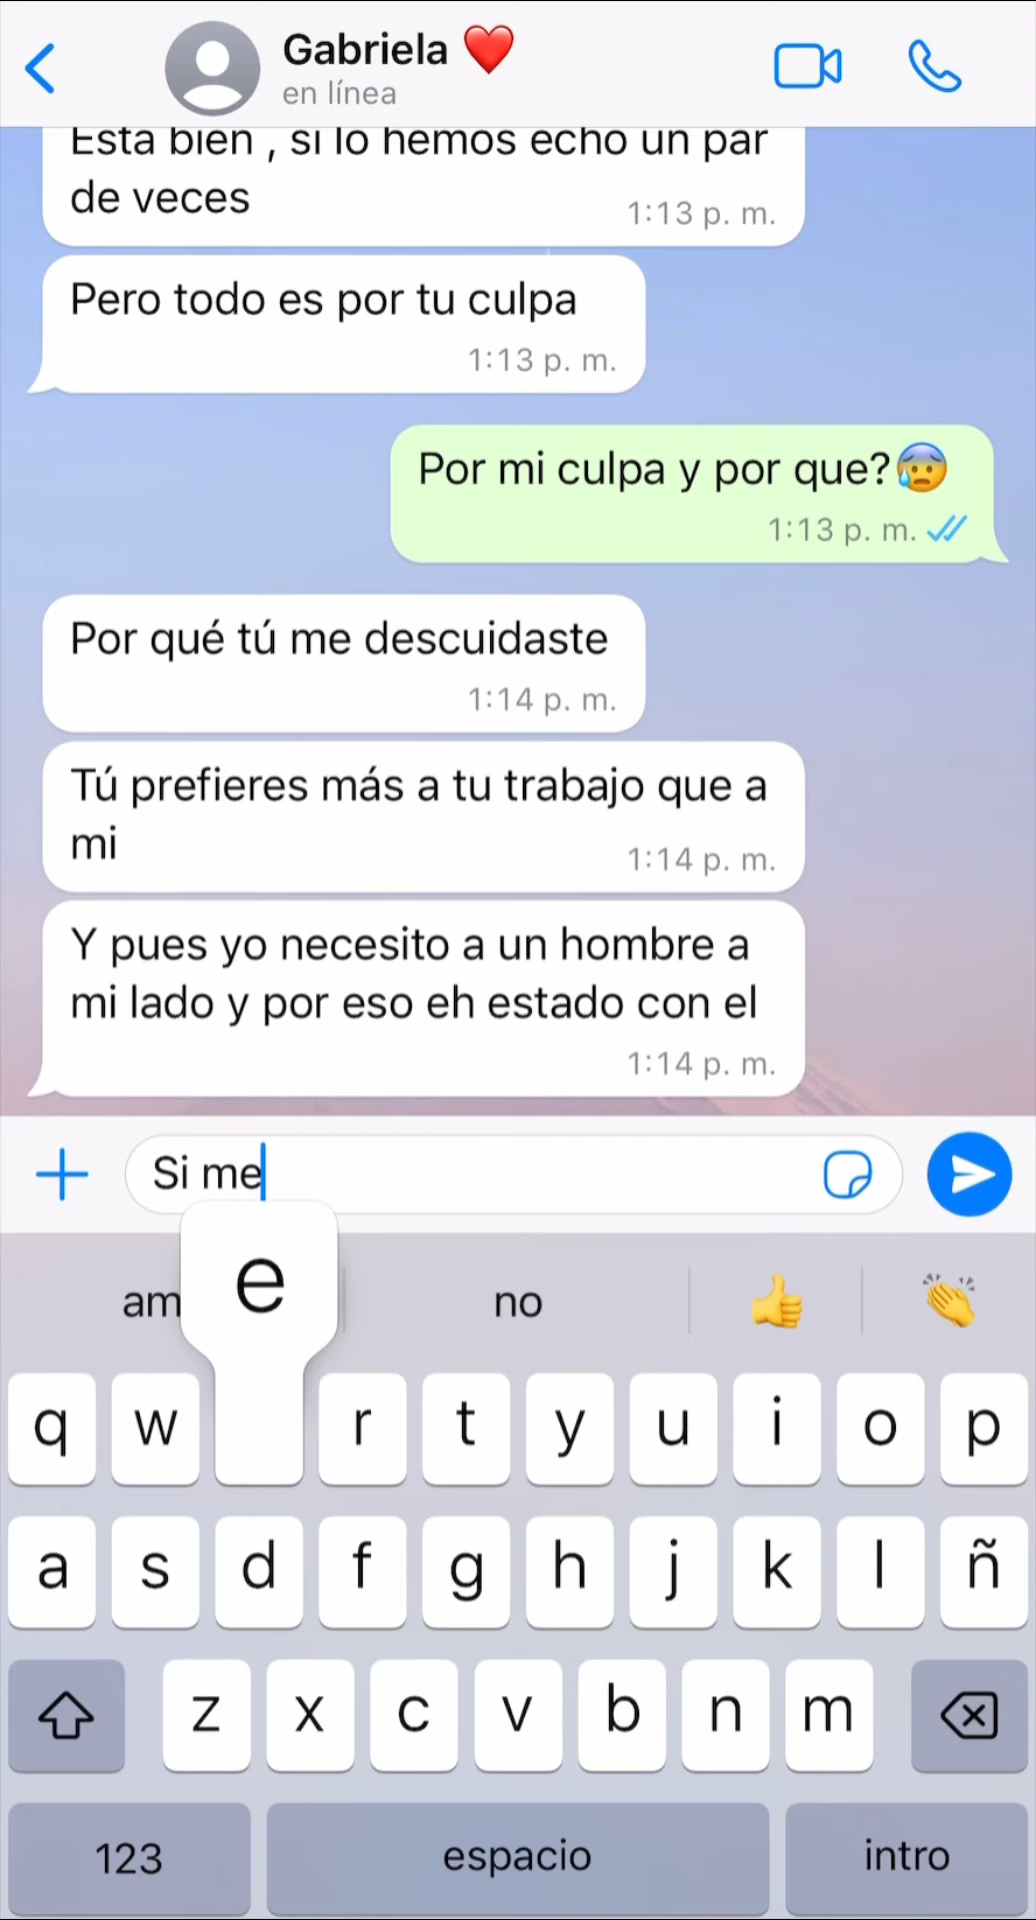 Gabriela ❤️
en línea
Esta bien , si lo hemos echo un par
de veces
1:13 p. m.
Pero todo es por tu culpa
1:13 p. m.
Por mi culpa y por que?😰
1:13 p. m.
Por qué tú me descuidaste
1:14 p. m.
Tú prefieres más a tu trabajo que a
mi
1:14 p. m.
Y pues yo necesito a un hombre a
mi lado y por eso eh estado con el
1:14 p. m.
Si me
e
am no 👍 👏
q w r t y u i o p
a s d f g h j k l ñ
z x c v b n m
123 espacio intro